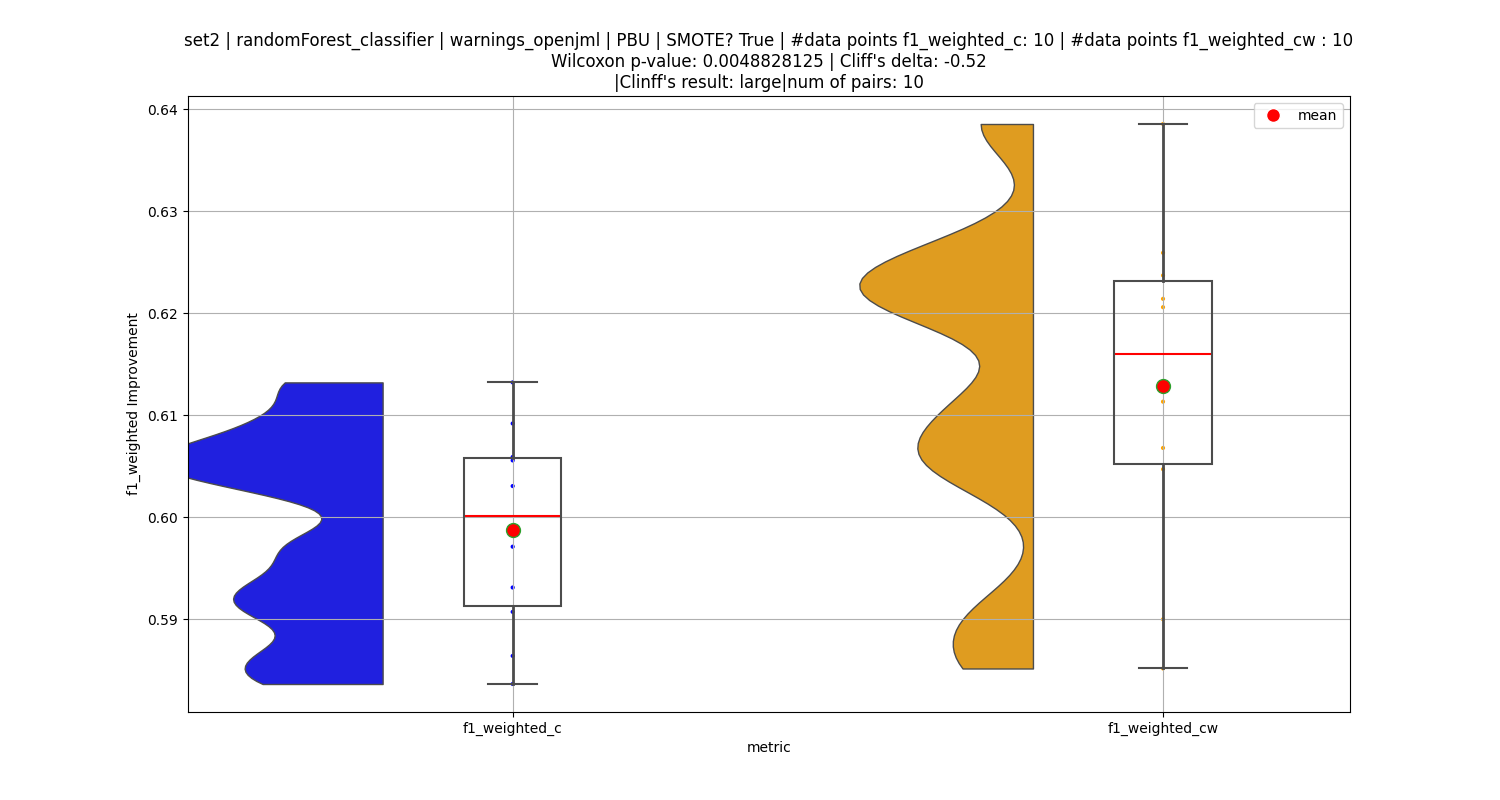 set2 | randomForest_classifier | warnings_openjml | PBU | SMOTE? True | #data points f1_weighted_c: 10 | #data points f1_weighted_cw : 10
Wilcoxon p-value: 0.0048828125 | Cliff's delta: -0.52
|Clinff's result: large|num of pairs: 10
mean
0.64
0.63
0.62
0.61
0.60
0.59
f1_weighted Improvement
f1_weighted_c
f1_weighted_cw
metric